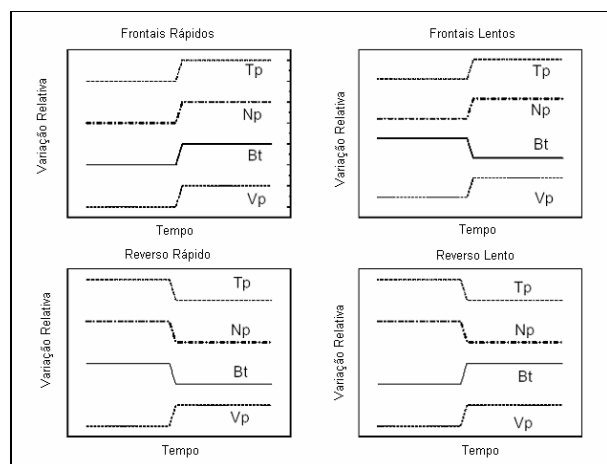 Frontais Rápidos
Variação Relativa
Tp
Np
Bt
Vp
Tempo
Frontais Lentos
Variação Relativa
Tp
Np
Bt
Vp
Tempo
Reverso Rápido
Variação Relativa
Tp
Np
Bt
Vp
Tempo
Reverso Lento
Variação Relativa
Tp
Np
Bt
Vp
Tempo